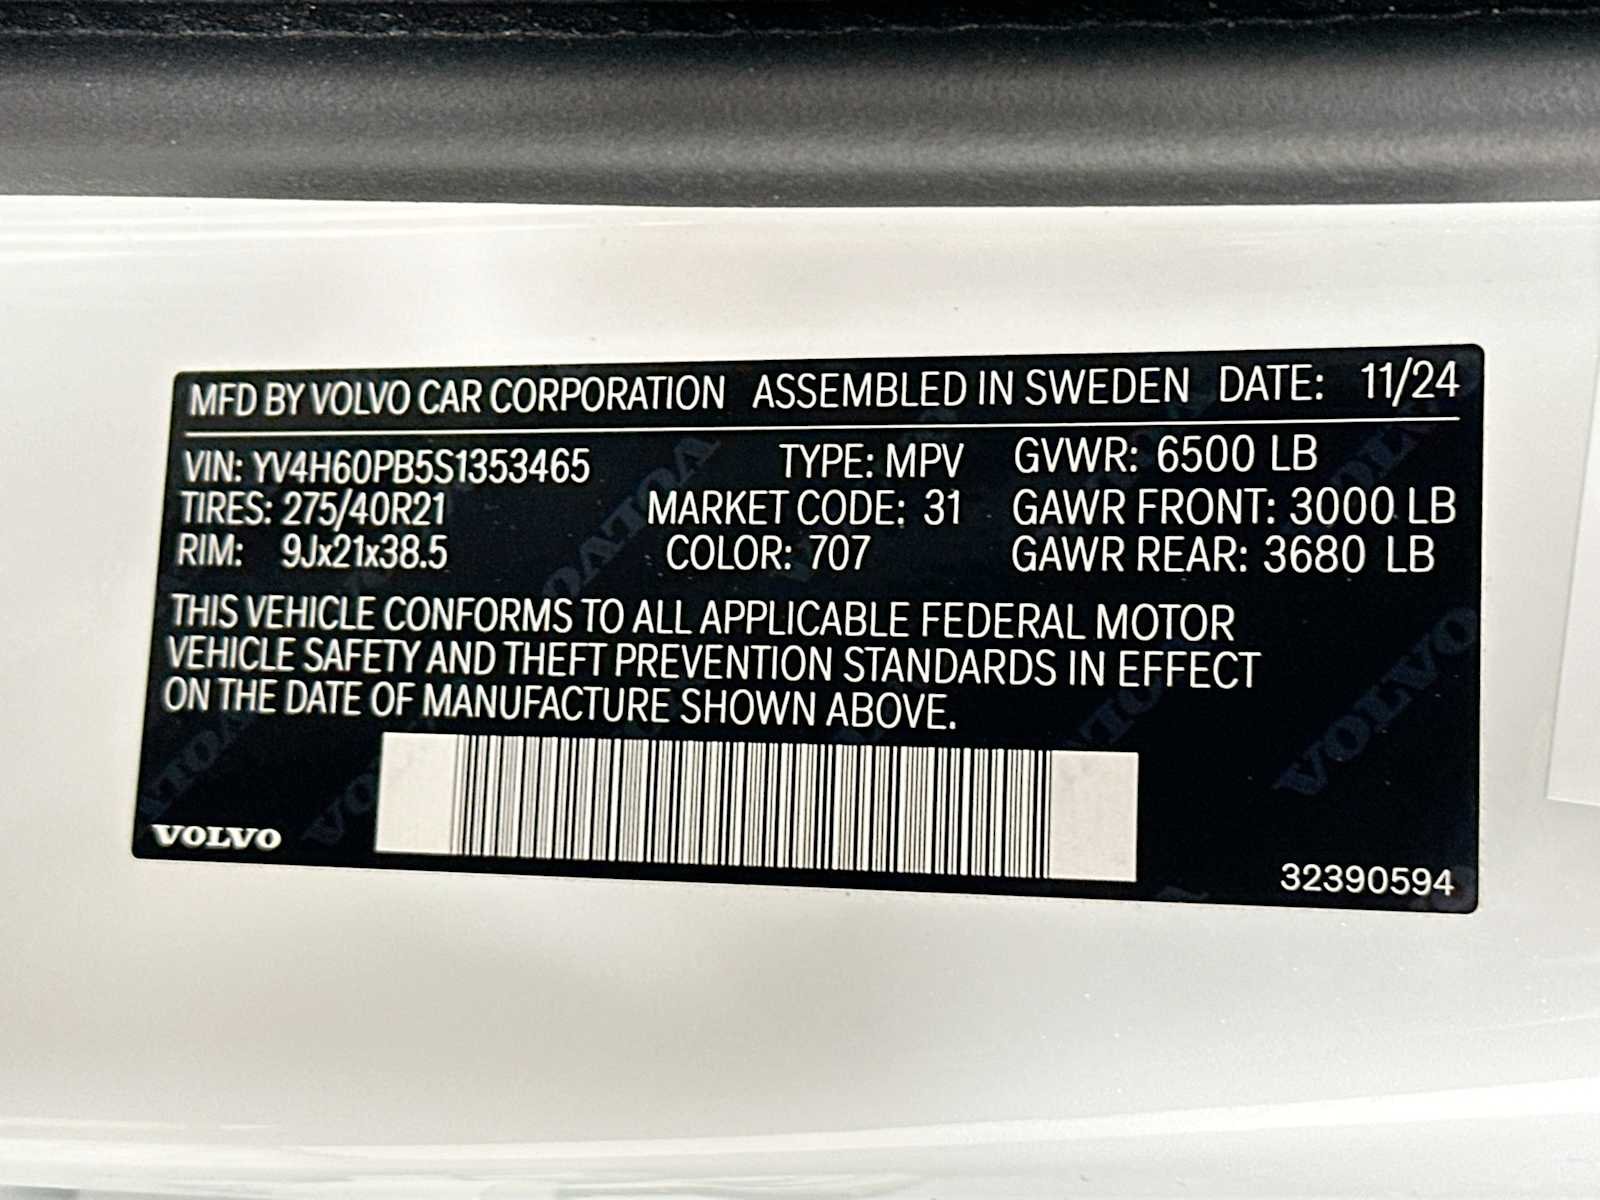 MFD BY VOLVO CAR CORPORATION ASSEMBLED IN SWEDEN DATE: 11/24
VIN: YV4H60PB5S1353465 TYPE: MPV GVWR: 6500 LB
TIRES: 275/40R21 MARKET CODE: 31 GAWR FRONT: 3000 LB
RIM: 9Jx21x38.5 COLOR: 707 GAWR REAR: 3680 LB
THIS VEHICLE CONFORMS TO ALL APPLICABLE FEDERAL MOTOR
VEHICLE SAFETY AND THEFT PREVENTION STANDARDS IN EFFECT
ON THE DATE OF MANUFACTURE SHOWN ABOVE.
VOLVO
32390594